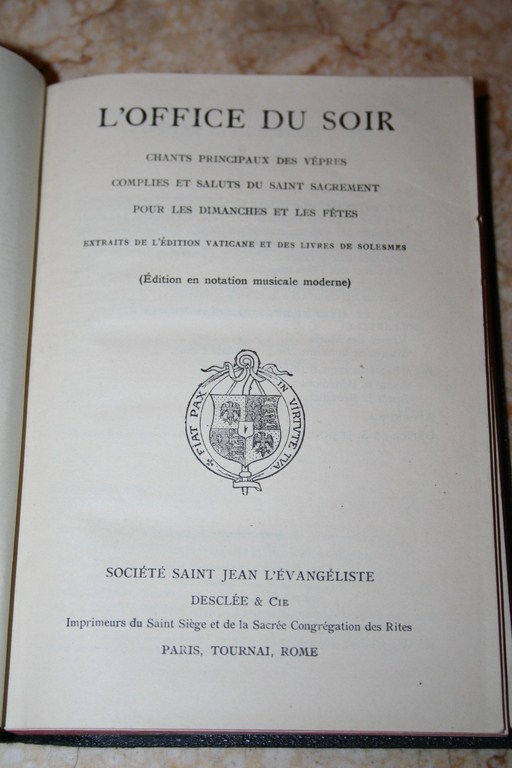 L'OFFICE DU SOIR
CHANTS PRINCIPAUX DES VÊPRES
COMPLIES ET SALUTS DU SAINT SACREMENT
POUR LES DIMANCHES ET LES FÊTES
EXTRAITS DE L'ÉDITION VATICANE ET DES LIVRES DE SOLESMES
(Édition en notation musicale moderne)
FIAT PAX IN VIRTVTE TVA
SOCIÉTÉ SAINT JEAN L'ÉVANGÉLISTE
DESCLÉE & CIE
Imprimeurs du Saint Siège et de la Sacrée Congrégation des Rites
PARIS, TOURNAI, ROME